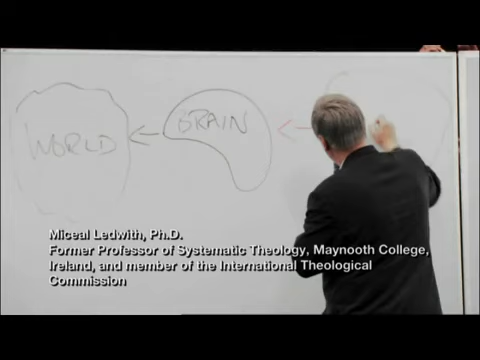 WORLD
BRAIN
Miceal Ledwith, Ph.D.
Former Professor of Systematic Theology, Maynooth College,
Ireland, and member of the International Theological
Commission